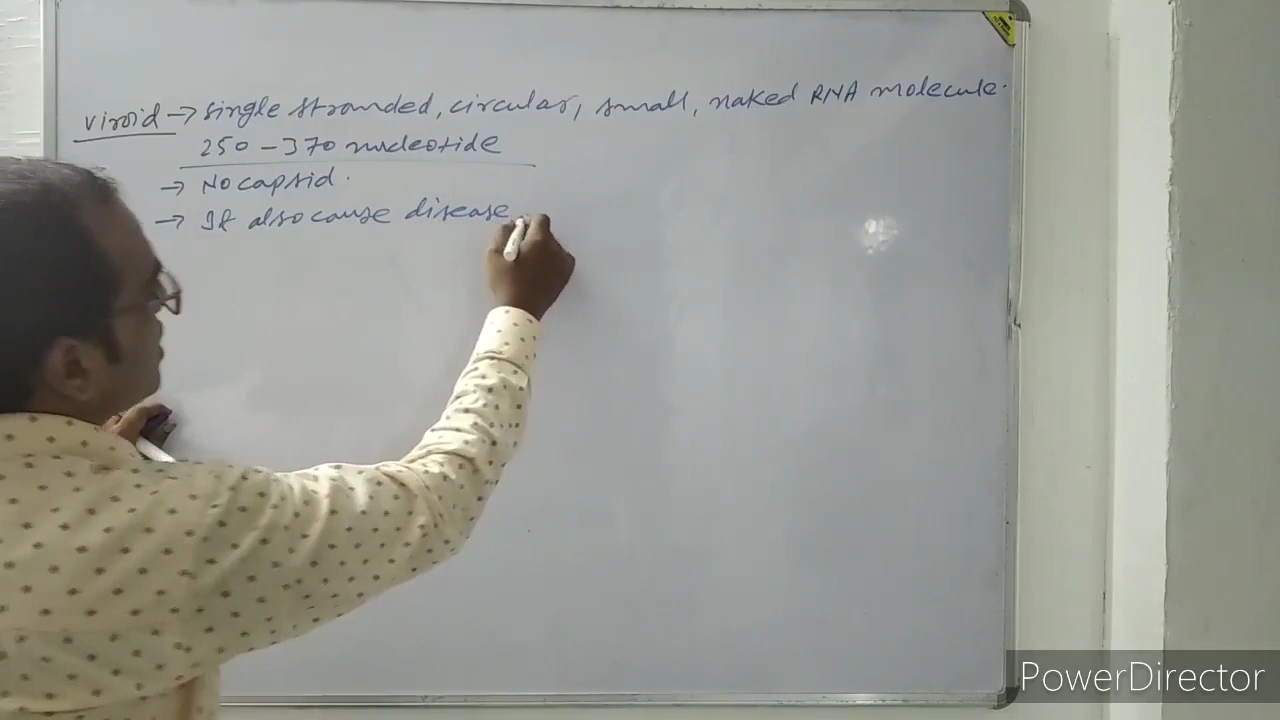 viroid → single stranded, circular, small, naked RNA molecule.
250 - 370 nucleotide
→ No capsid.
→ It also cause disease
PowerDirector